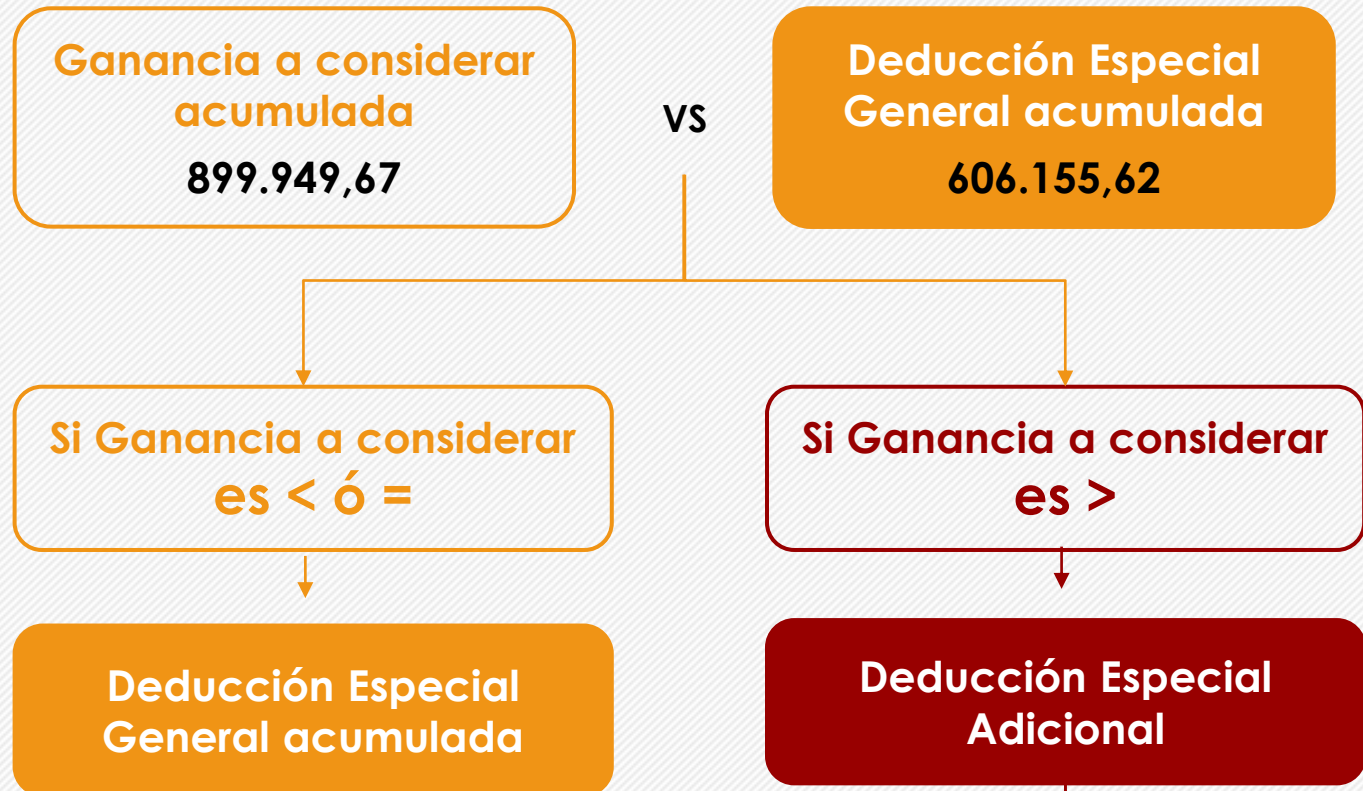 Ganancia a considerar
acumulada
899.949,67
VS
Deducción Especial
General acumulada
606.155,62
Si Ganancia a considerar
es < ó =
Si Ganancia a considerar
es >
Deducción Especial
General acumulada
Deducción Especial
Adicional